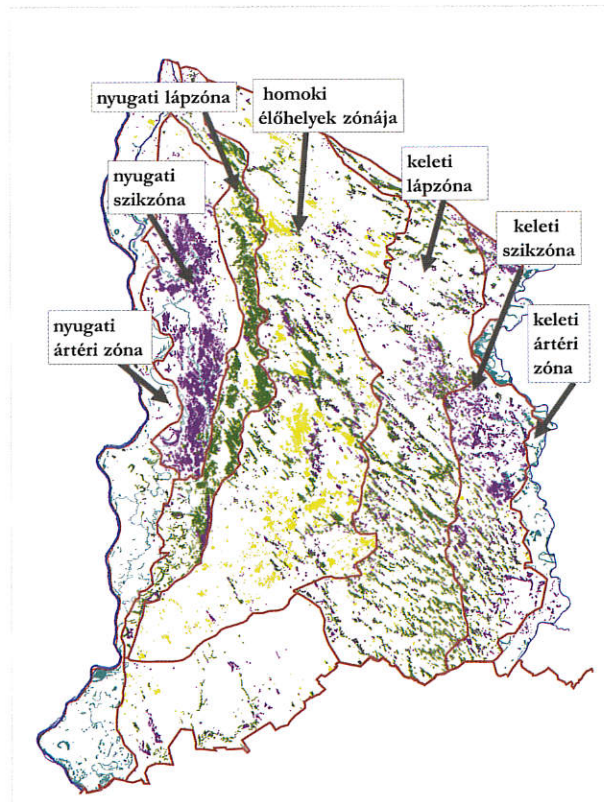 nyugati lápzóna
homoki
élőhelyek zónája
nyugati
szikzóna
keleti
lápzóna
keleti
szikzóna
nyugati
ártéri zóna
keleti
ártéri
zóna